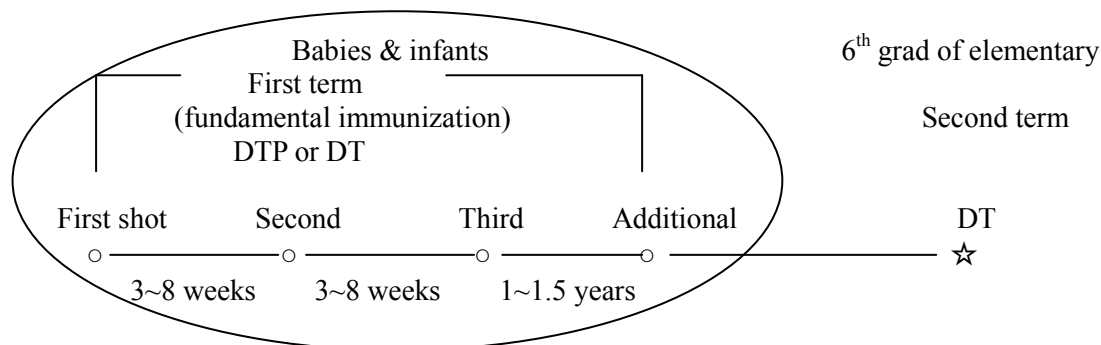 Babies & infants 6th grad of elementary
First term
(fundamental immunization) Second term
DTP or DT
First shot Second Third Additional DT
3~8 weeks 3~8 weeks 1~1.5 years